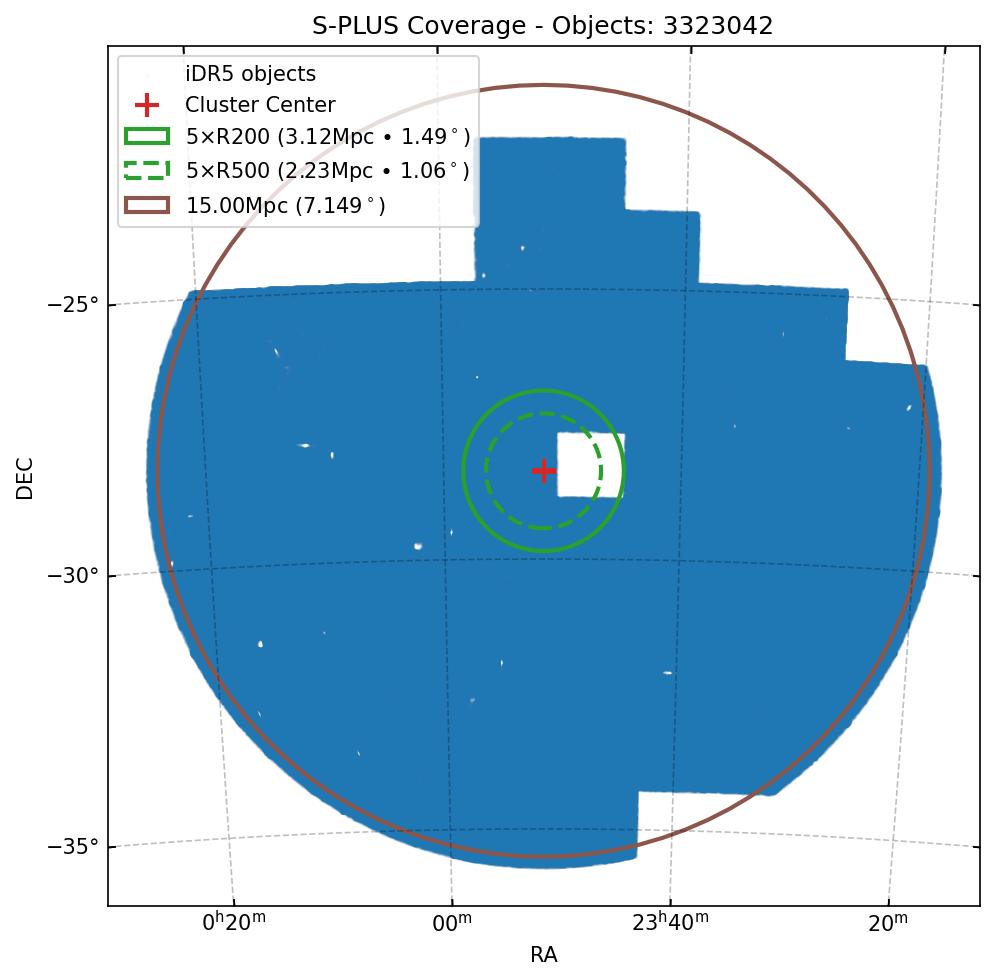 S-PLUS Coverage - Objects: 3323042
iDR5 objects
Cluster Center
5×R200 (3.12Mpc • 1.49°)
5×R500 (2.23Mpc • 1.06°)
15.00Mpc (7.149°)
−25°
−30°
−35°
DEC
0ʰ20ᵐ
00ᵐ
23ʰ40ᵐ
20ᵐ
RA